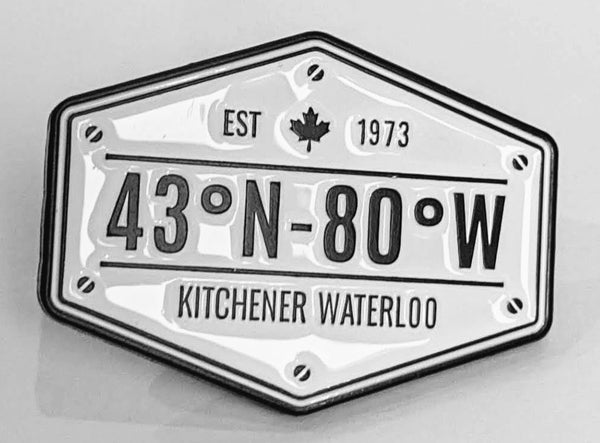 EST 1973
43°N-80°W
KITCHENER WATERLOO